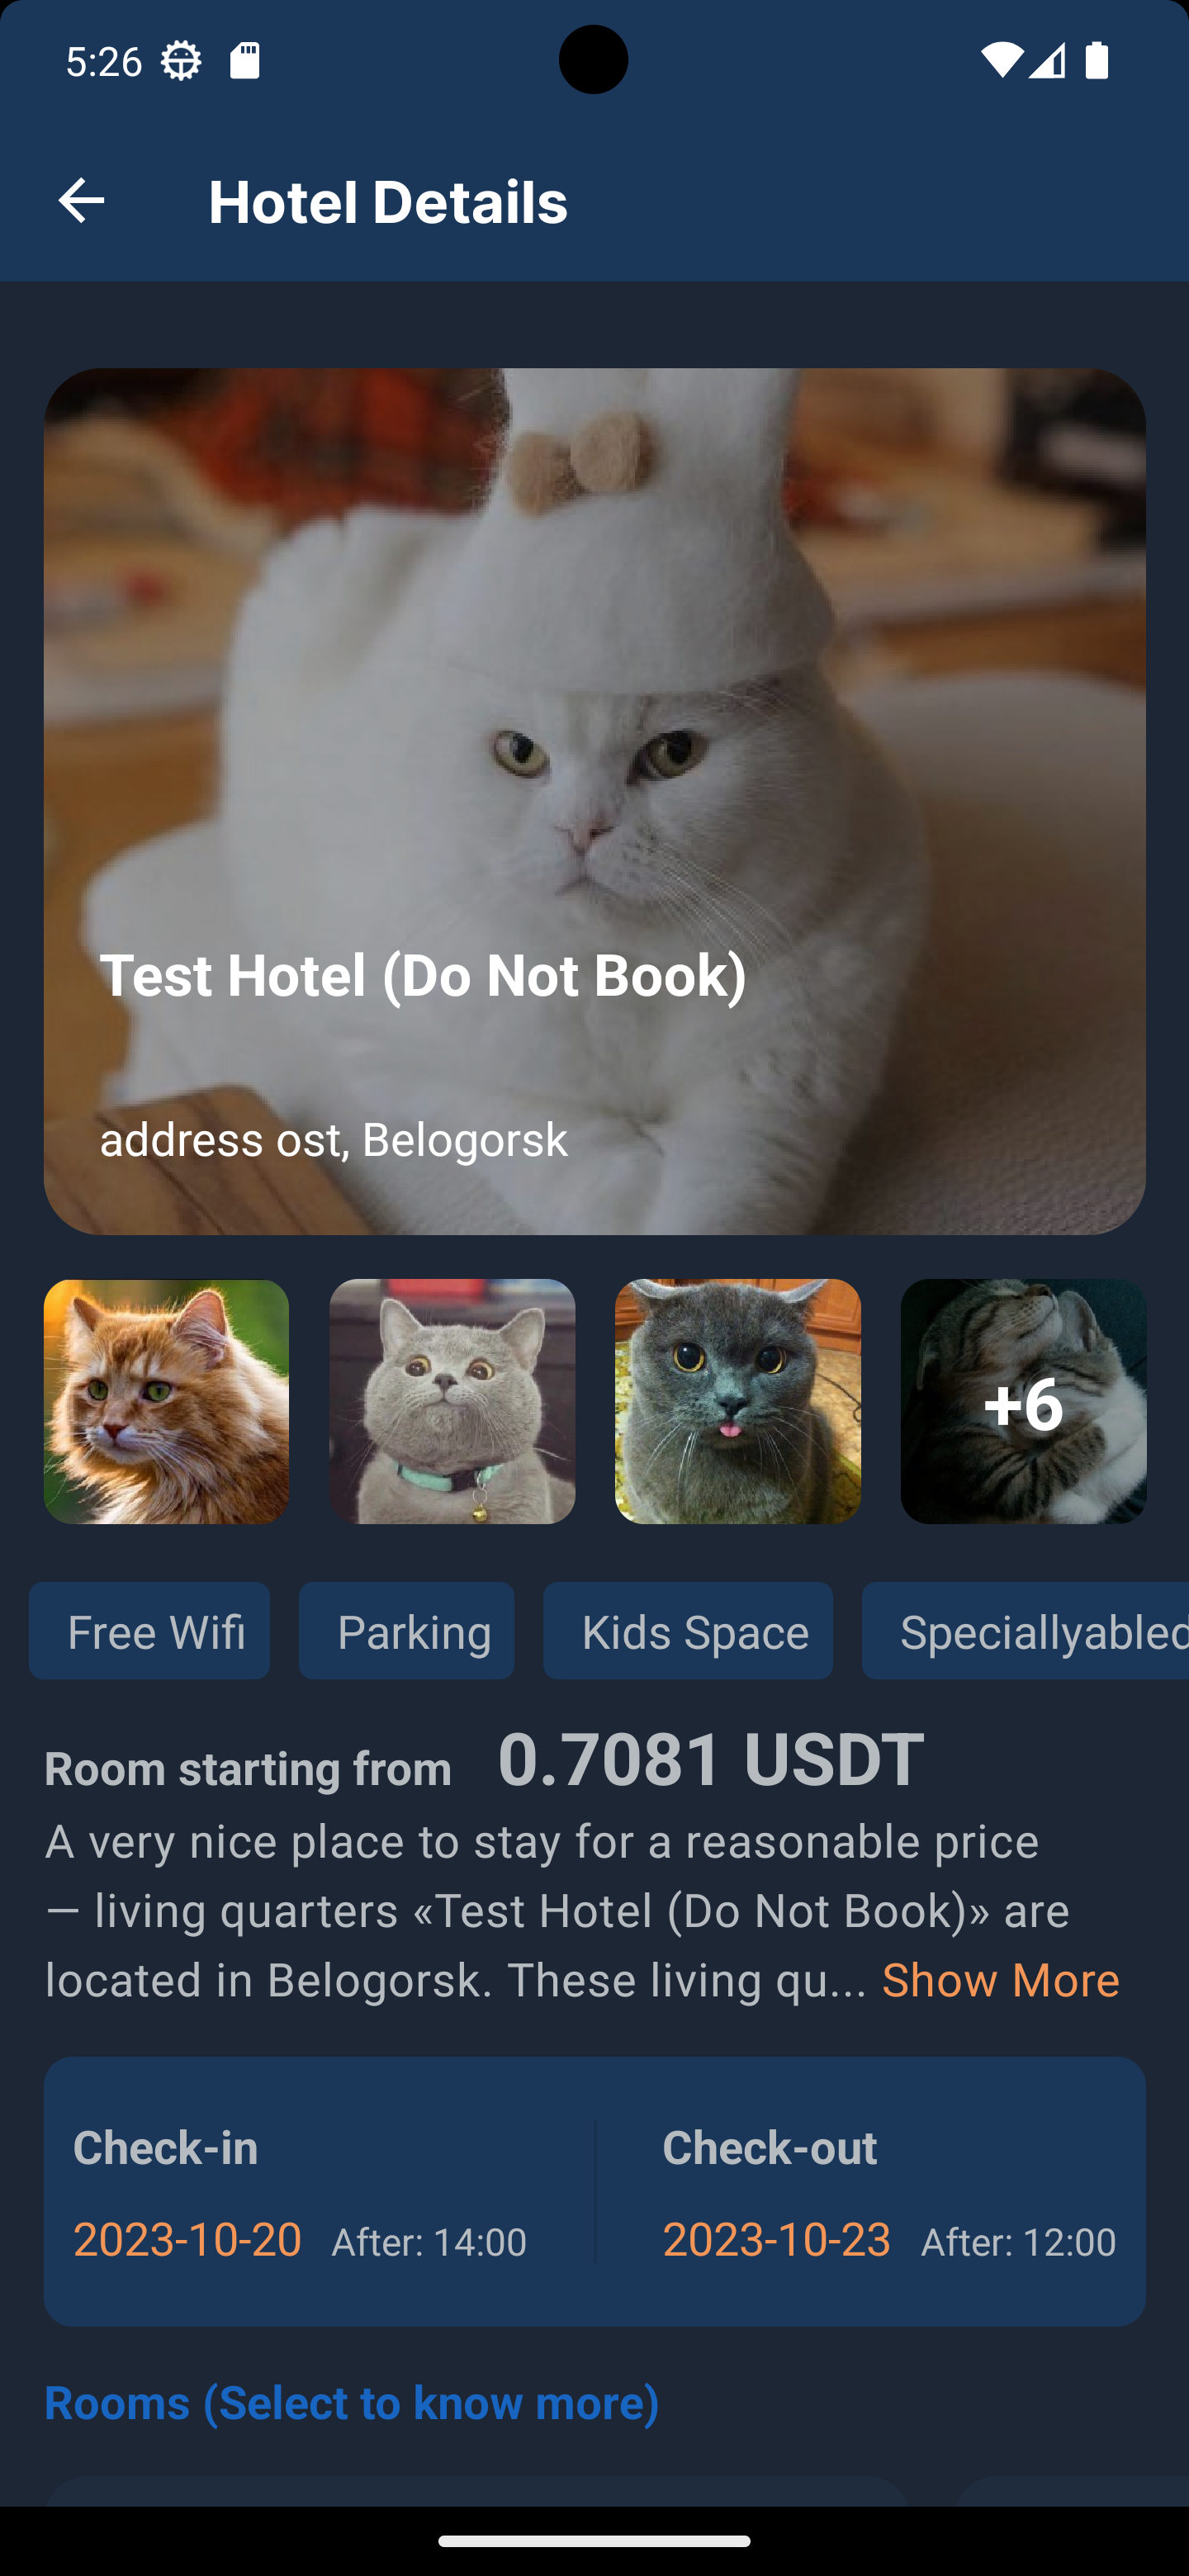 5:26
Hotel Details
Test Hotel (Do Not Book)
address ost, Belogorsk
+6
Free Wifi
Parking
Kids Space
Speciallyabled
Room starting from 0.7081 USDT
A very nice place to stay for a reasonable price
— living quarters «Test Hotel (Do Not Book)» are
located in Belogorsk. These living qu... Show More
Check-in
2023-10-20 After: 14:00
Check-out
2023-10-23 After: 12:00
Rooms (Select to know more)